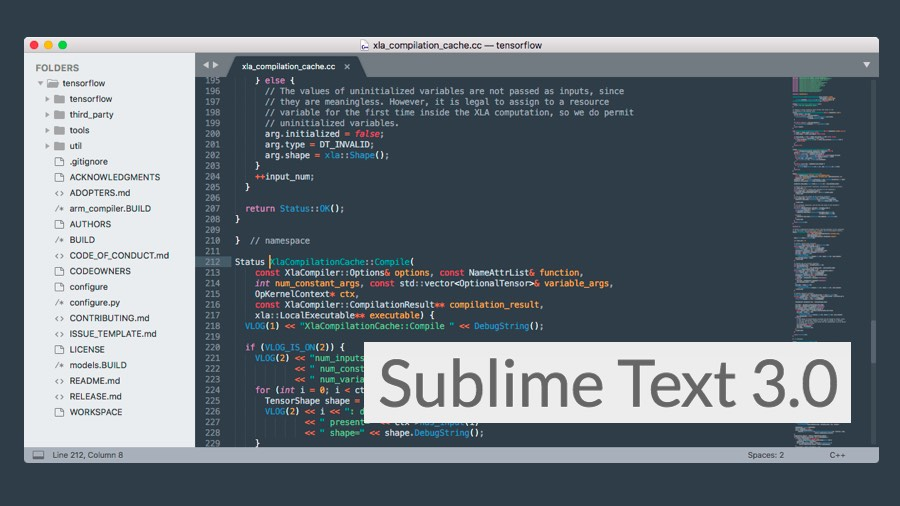 xla_compilation_cache.cc — tensorflow
FOLDERS
tensorflow
tensorflow
third_party
tools
util
.gitignore
ACKNOWLEDGMENTS
ADOPTERS.md
arm_compiler.BUILD
AUTHORS
BUILD
CODE_OF_CONDUCT.md
CODEOWNERS
configure
configure.py
CONTRIBUTING.md
ISSUE_TEMPLATE.md
LICENSE
models.BUILD
README.md
RELEASE.md
WORKSPACE
xla_compilation_cache.cc ×
195 } else {
196 // The values of uninitialized variables are not passed as inputs, since
197 // they are meaningless. However, it is legal to assign to a resource
198 // variable for the first time inside the XLA computation, so we do permit
199 // uninitialized variables.
200 arg.initialized = false;
201 arg.type = DT_INVALID;
202 arg.shape = xla::Shape();
203 }
204 ++input_num;
205 }
206
207 return Status::OK();
208 }
209
210 } // namespace
211
212 Status XlaCompilationCache::Compile(
213 const XlaCompiler::Options& options, const NameAttrList& function,
214 int num_constant_args, const std::vector<OptionalTensor>& variable_args,
215 OpKernelContext* ctx,
216 const XlaCompiler::CompilationResult** compilation_result,
217 xla::LocalExecutable** executable) {
218 VLOG(1) << "XlaCompilationCache::Compile " << DebugString();
219
220 if (VLOG_IS_ON(2)) {
221 VLOG(2) << "num_inputs
222 << " num_const
223 << " num_varia
224 for (int i = 0; i < ct
225 TensorShape shape =
226 VLOG(2) << i << ": d
227 << " present
228 << " shape=" << shape.DebugString();
229 }
Sublime Text 3.0
Line 212, Column 8
Spaces: 2
C++